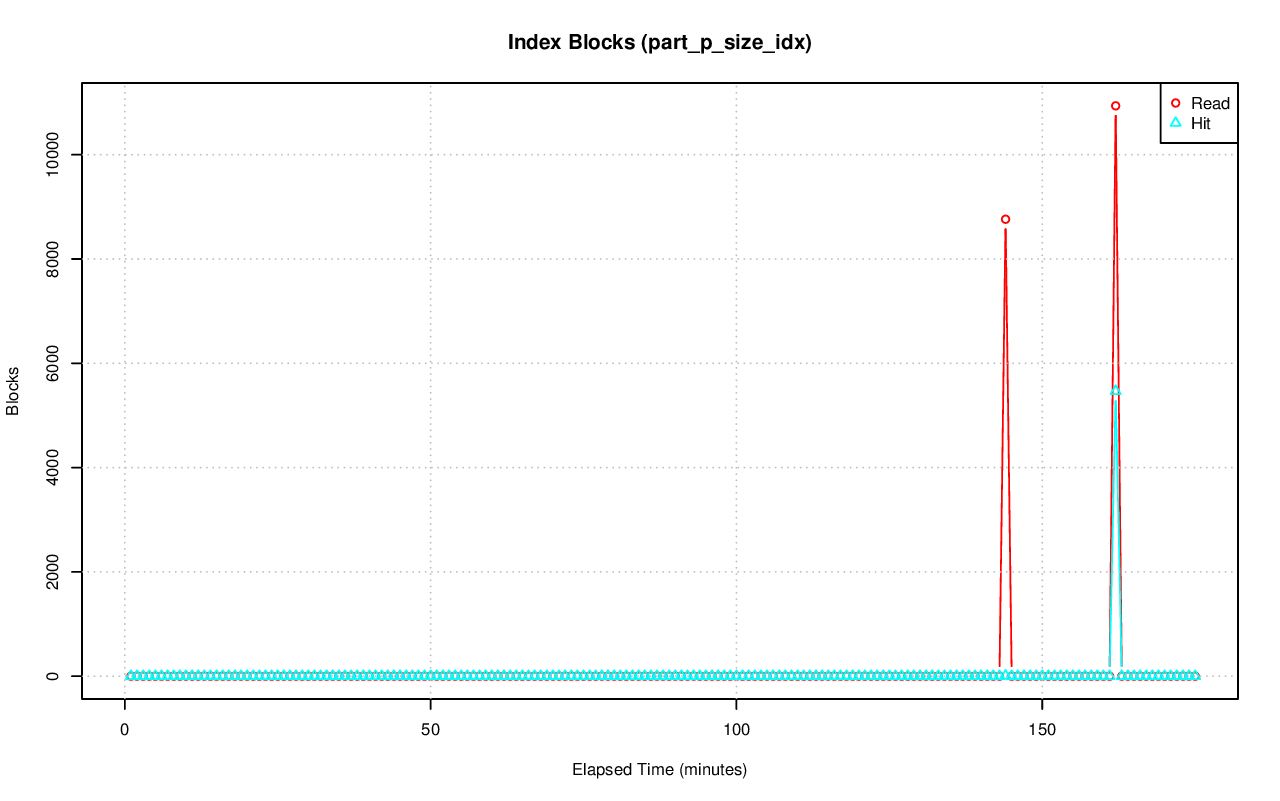 Index Blocks (part_p_size_idx)
Read
Hit
Blocks
10000
8000
6000
4000
2000
0
0 50 100 150
Elapsed Time (minutes)